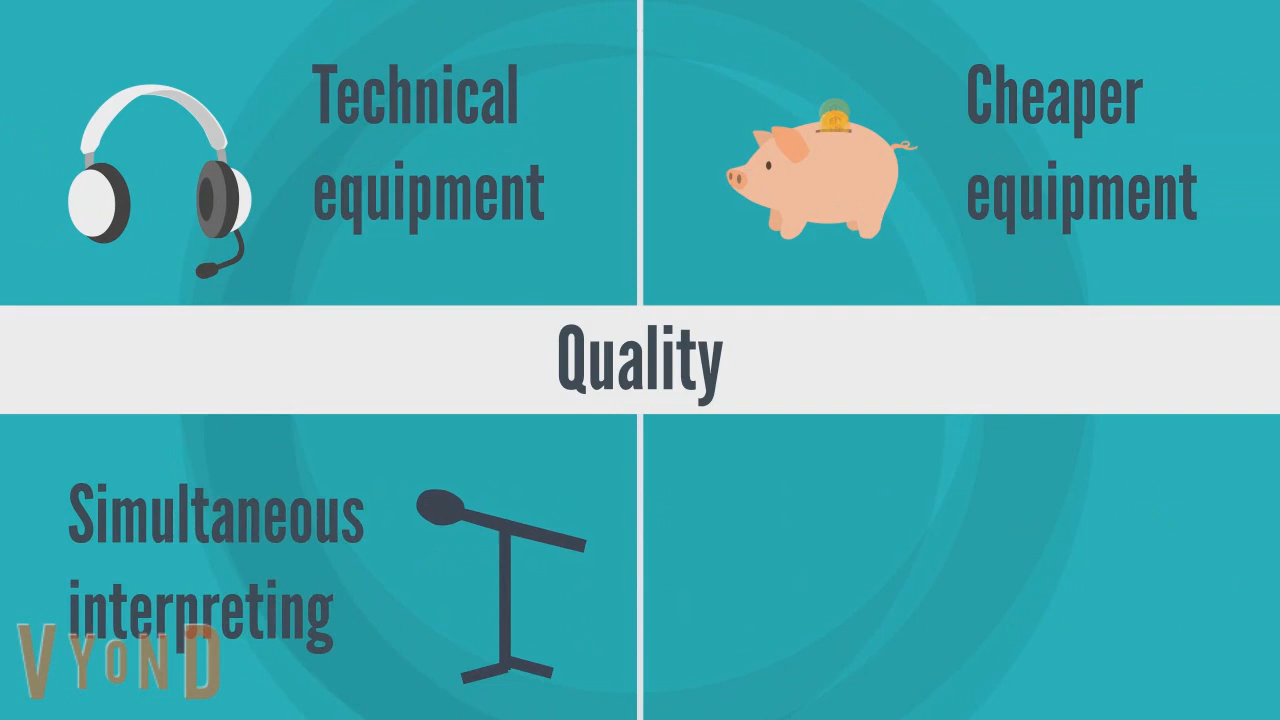 Technical
equipment
Cheaper
equipment
Quality
Simultaneous
interpreting
VYOND